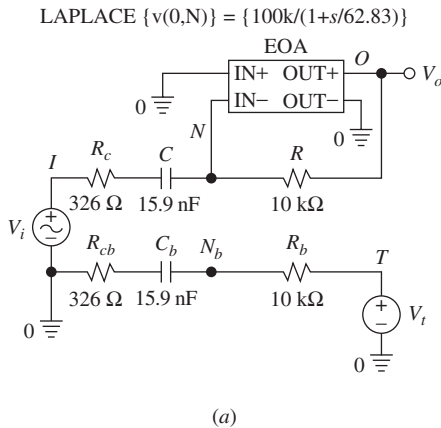 LAPLACE {v(0,N)} = {100k/(1+s/62.83)}
EOA
O
IN+ OUT+
V_o
0
IN− OUT−
N
0
I
R_c
C
R
326 Ω
15.9 nF
10 kΩ
V_i
+
−
R_cb
C_b
N_b
R_b
T
326 Ω
15.9 nF
10 kΩ
+
−
V_t
0
0
(a)